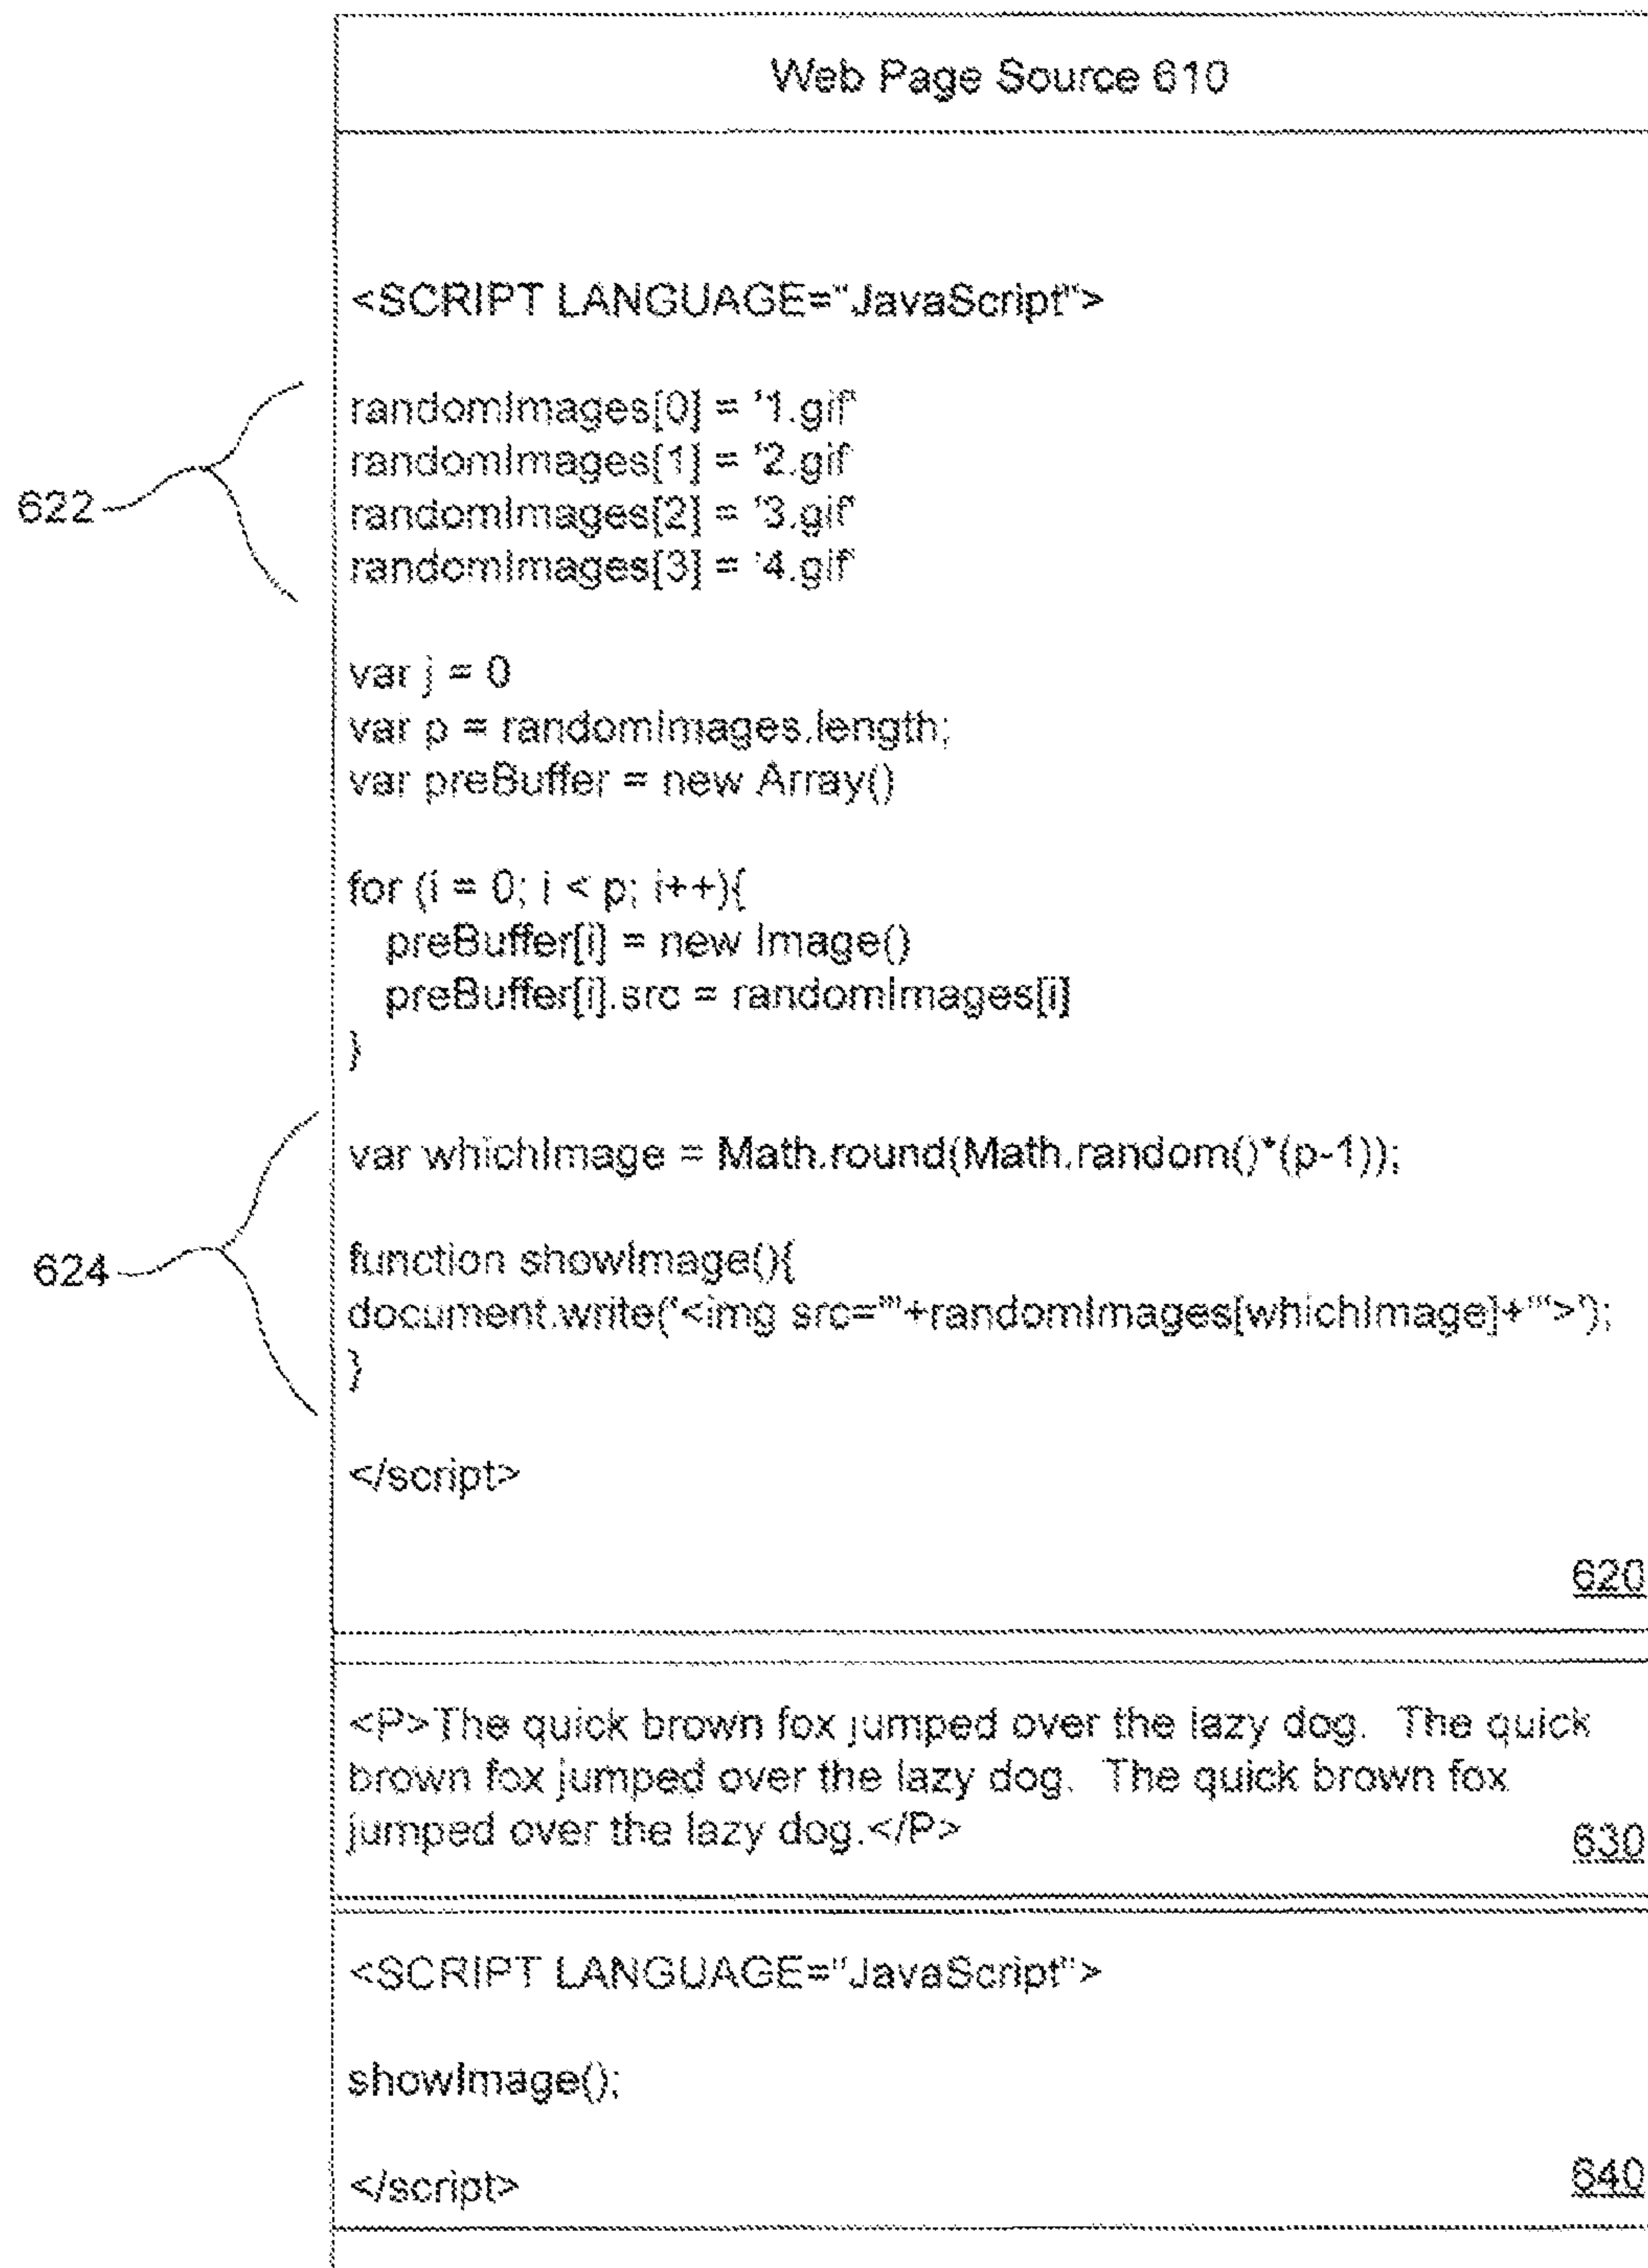 Web Page Source 610
<SCRIPT LANGUAGE="JavaScript">
randomImages[0] = '1.gif'
randomImages[1] = '2.gif'
622
randomImages[2] = '3.gif'
randomImages[3] = '4.gif'
var j = 0
var p = randomImages.length;
var preBuffer = new Array()
for (i = 0; i < p; i++){
preBuffer[i] = new Image()
preBuffer[i].src = randomImages[i]
}
var whichImage = Math.round(Math.random()*(p-1));
624
function showImage(){
document.write('<img src="'+randomImages[whichImage]+'">');
}
</script>
620
<P>The quick brown fox jumped over the lazy dog.  The quick
brown fox jumped over the lazy dog.  The quick brown fox
jumped over the lazy dog.</P>
630
<SCRIPT LANGUAGE="JavaScript">
showImage();
</script>
640